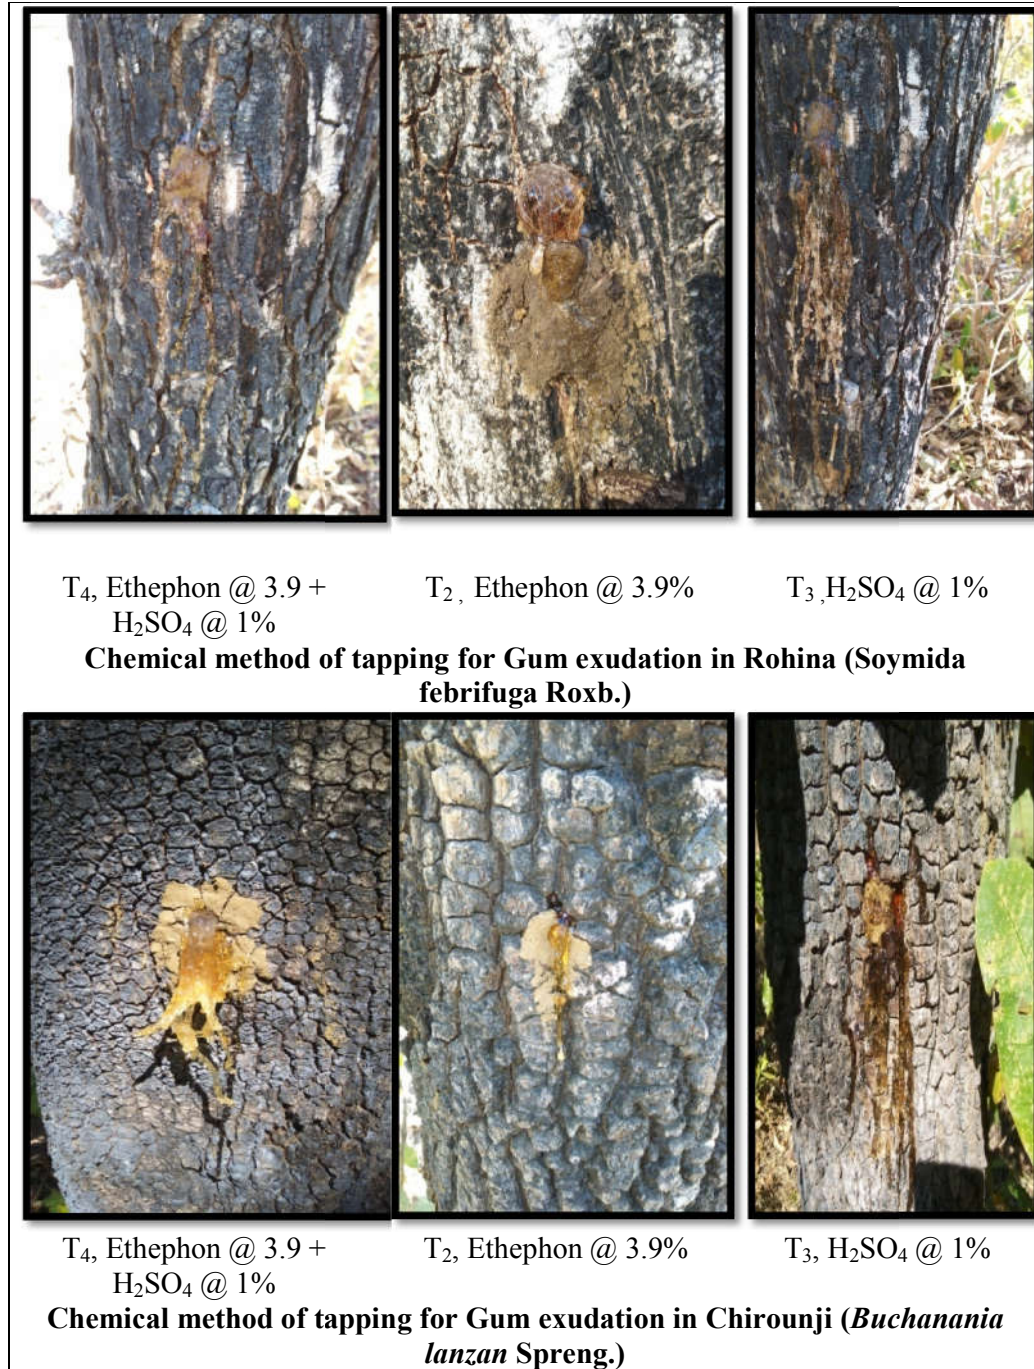 T₄, Ethephon @ 3.9 +
H₂SO₄ @ 1%
T₂ , Ethephon @ 3.9%
T₃ ,H₂SO₄ @ 1%
Chemical method of tapping for Gum exudation in Rohina (Soymida
febrifuga Roxb.)
T₄, Ethephon @ 3.9 +
H₂SO₄ @ 1%
T₂, Ethephon @ 3.9%
T₃, H₂SO₄ @ 1%
Chemical method of tapping for Gum exudation in Chirounji (Buchanania
lanzan Spreng.)